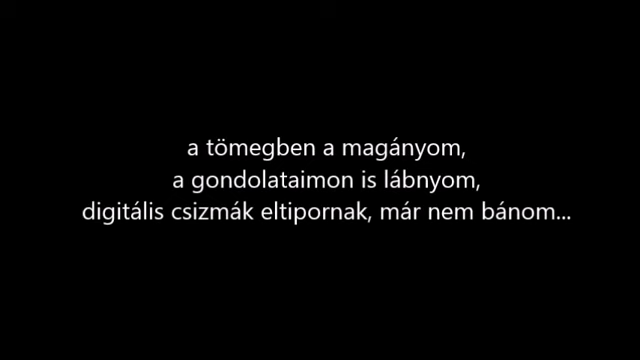 a tömegben a magányom,
a gondolataimon is lábnyom,
digitális csizmák eltipornak, már nem bánom...